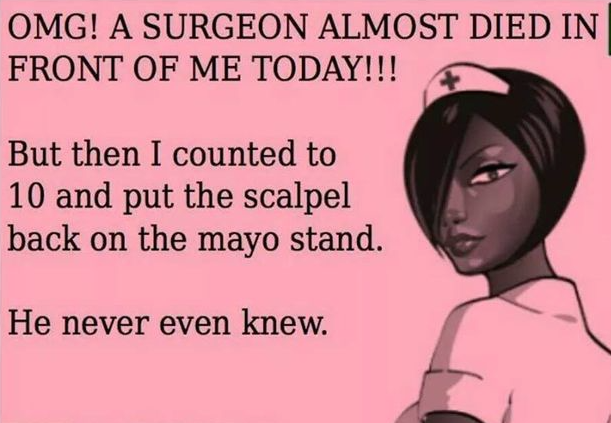 OMG! A SURGEON ALMOST DIED IN
FRONT OF ME TODAY!!!
But then I counted to
10 and put the scalpel
back on the mayo stand.
He never even knew.